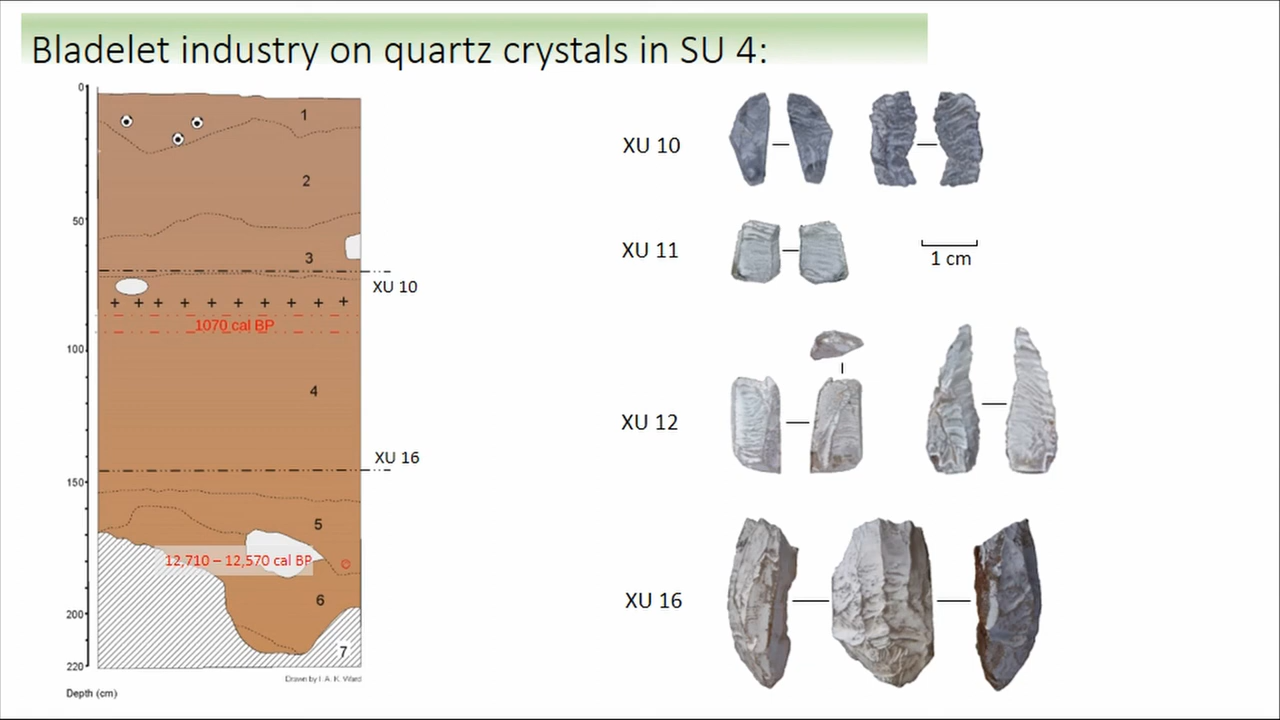 Bladelet industry on quartz crystals in SU 4:
0
50
100
150
200
220
Depth (cm)
1
2
3
XU 10
+ + + + + + + + + +
1070 cal BP
4
XU 16
5
12,710 – 12,570 cal BP
6
7
Drawn by I. A. K. Ward
XU 10
XU 11
1 cm
XU 12
XU 16